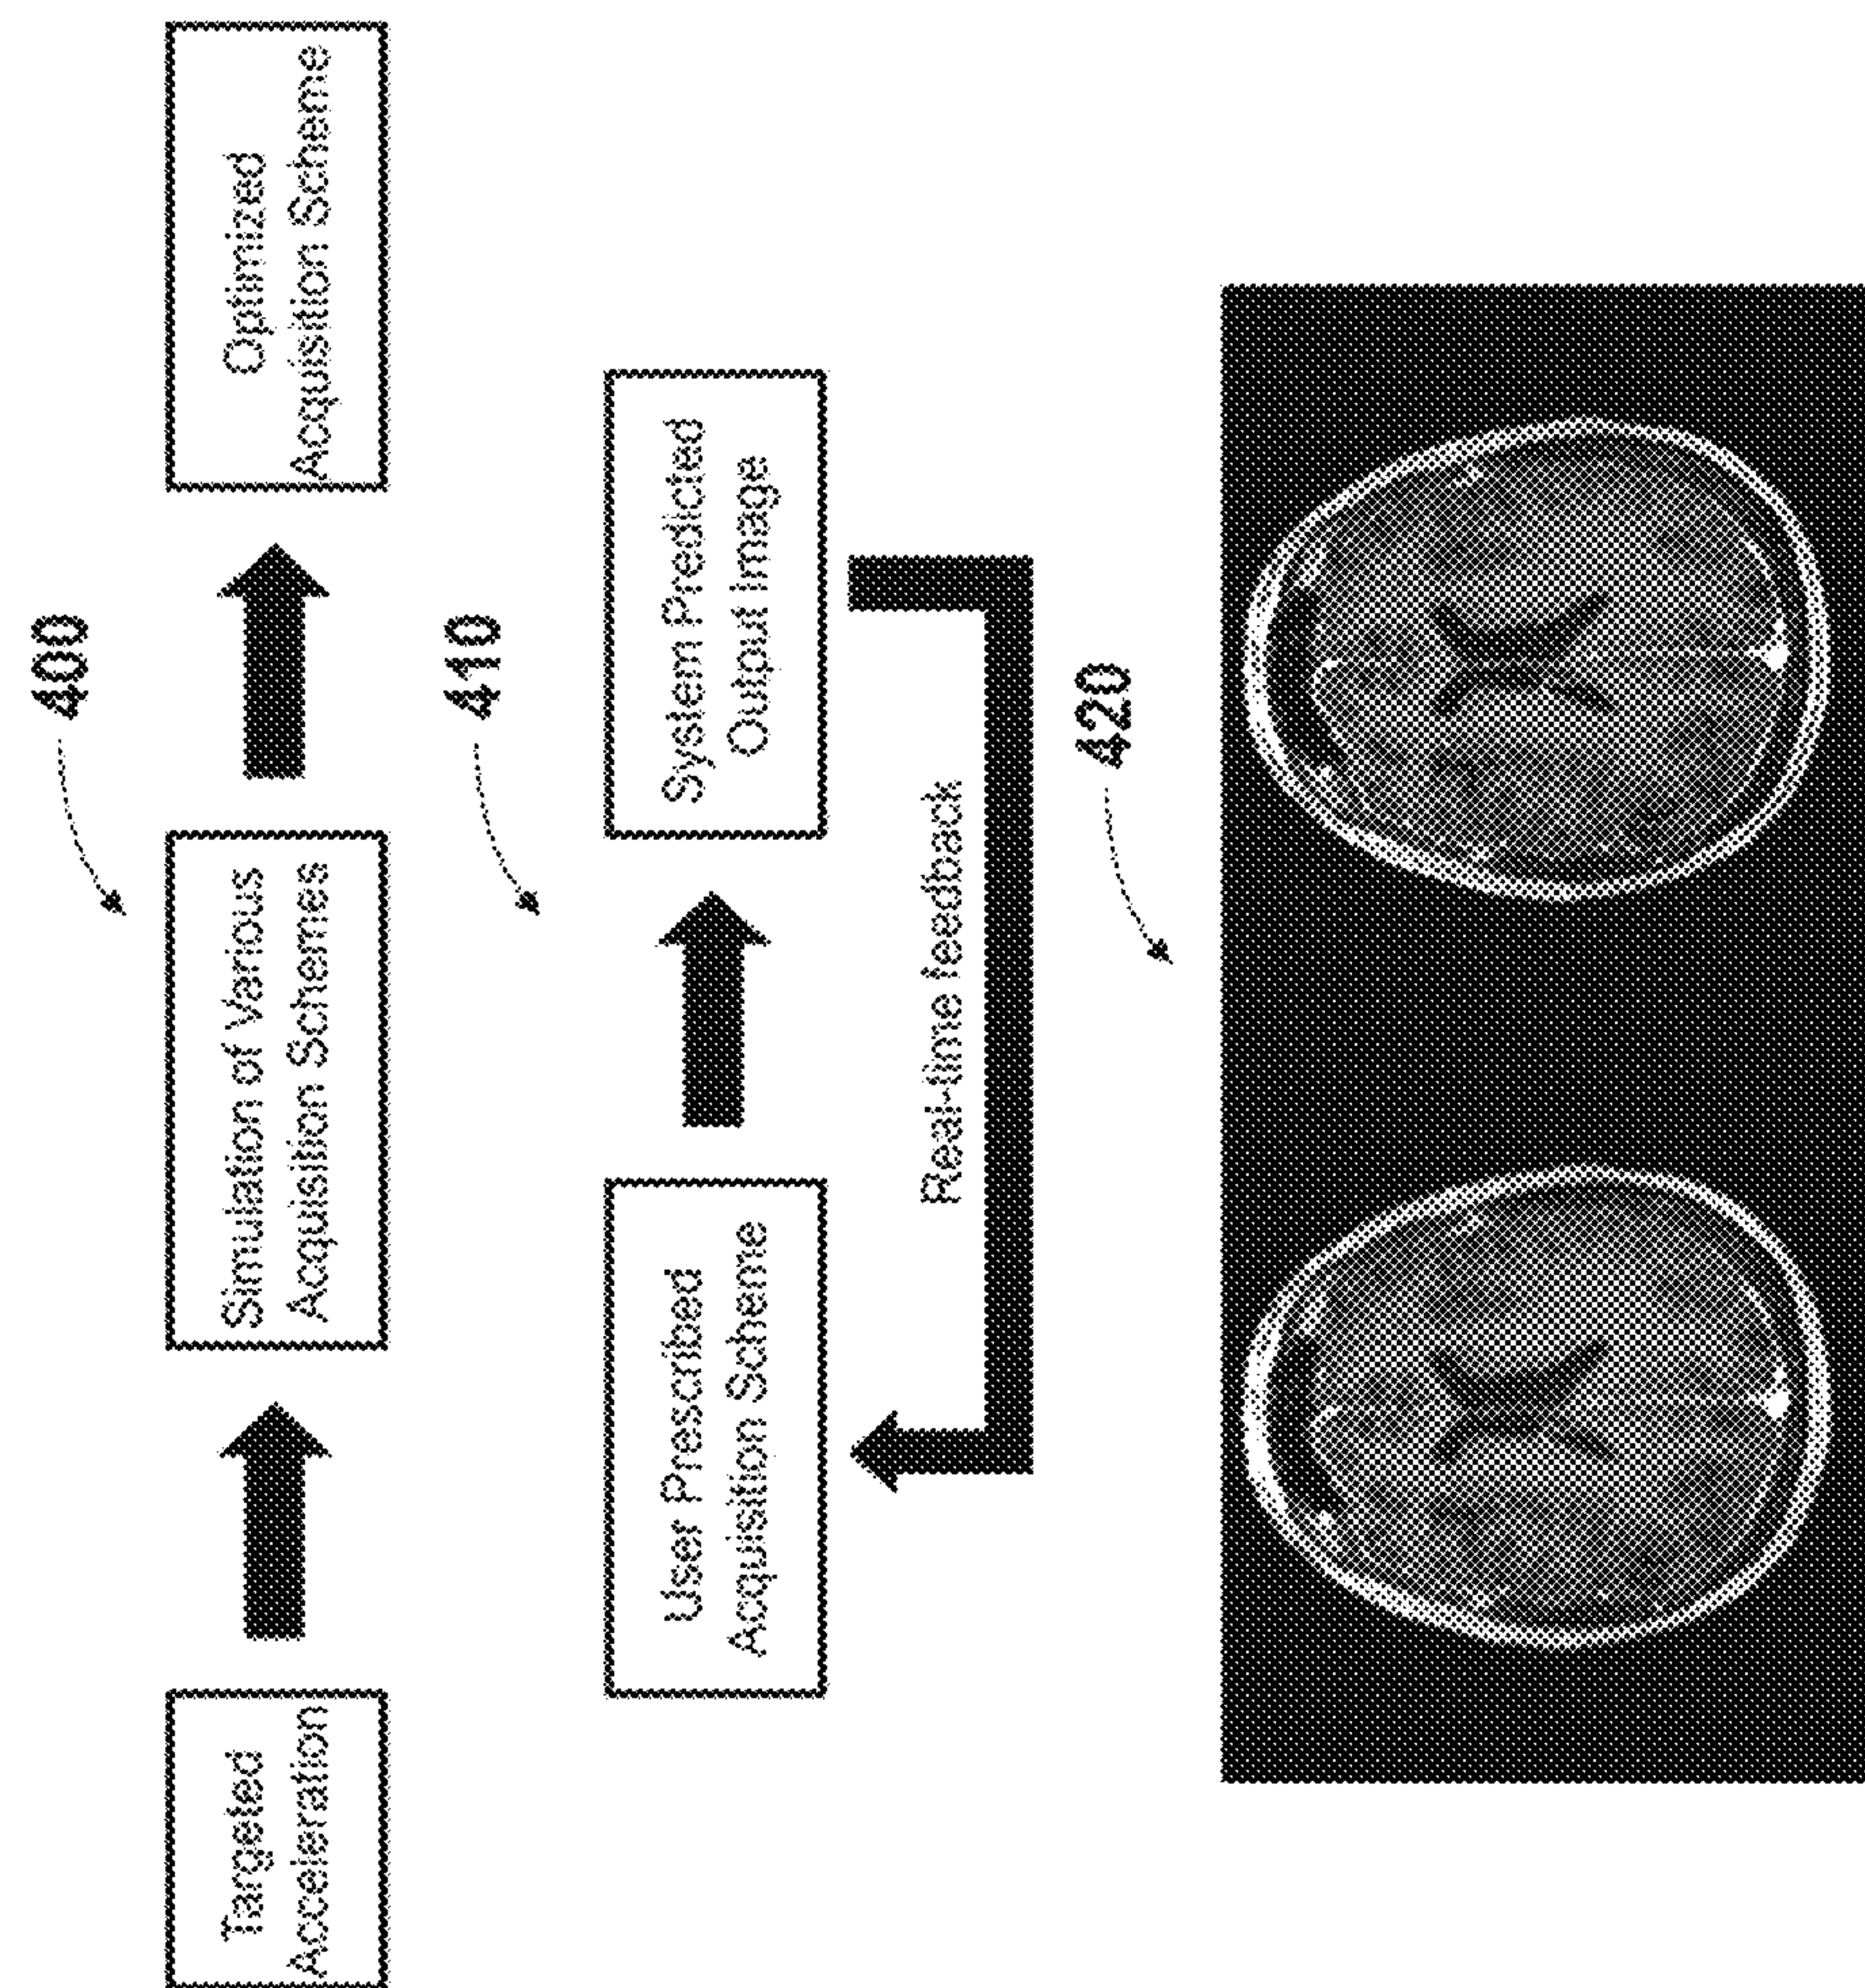 400
Targeted
Acceleration
Simulation of Various
Acquisition Schemes
Optimized
Acquisition Scheme
410
User Prescribed
Acquisition Scheme
System Predicted
Output Image
Real-time feedback
420